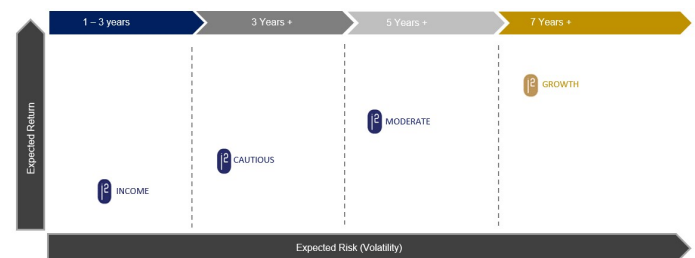 1 – 3 years
3 Years +
5 Years +
7 Years +
Expected Return
GROWTH
MODERATE
CAUTIOUS
INCOME
Expected Risk (Volatility)